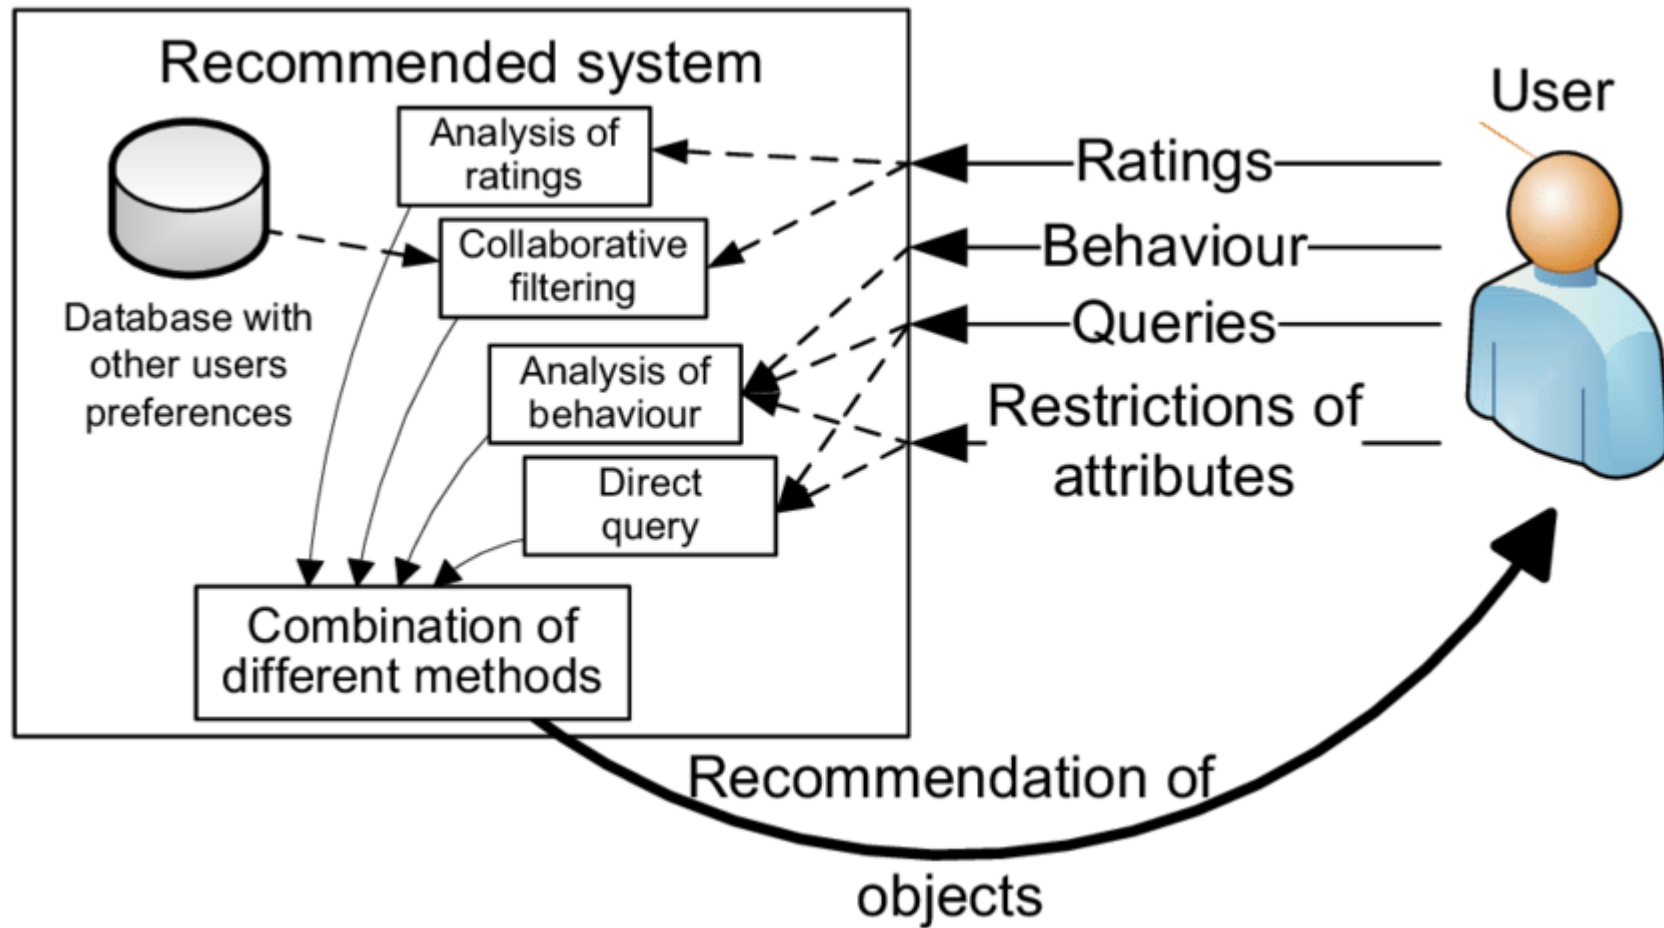 Recommended system
User
Analysis of
ratings
Ratings
Collaborative
filtering
Behaviour
Database with
other users
preferences
Queries
Analysis of
behaviour
Restrictions of
attributes
Direct
query
Combination of
different methods
Recommendation of
objects